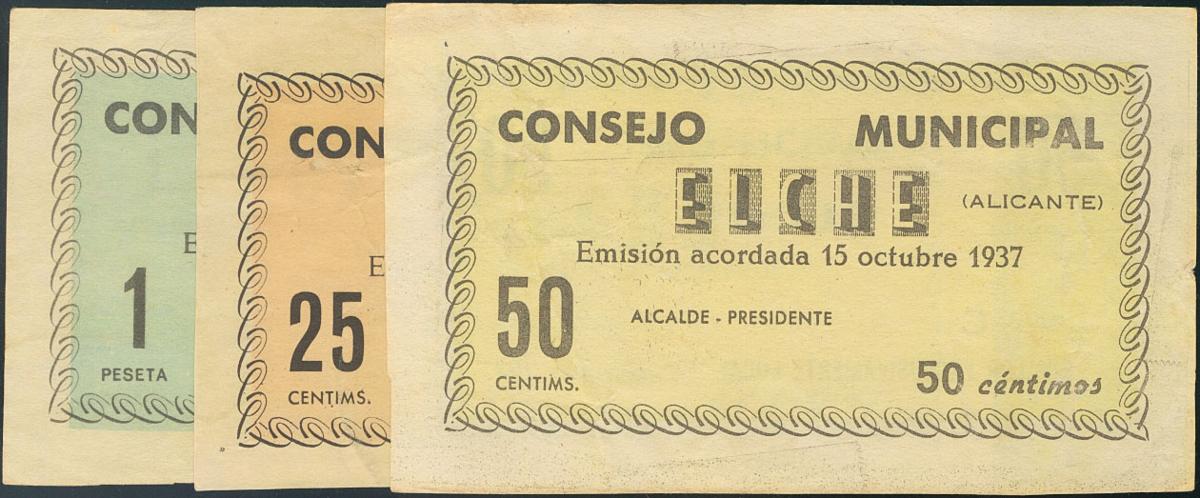 CON
E
1
PESETA
CON
E
25
CENTIMS.
CONSEJO MUNICIPAL
ELCHE (ALICANTE)
Emisión acordada 15 octubre 1937
50
ALCALDE - PRESIDENTE
CENTIMS.
50 céntimos